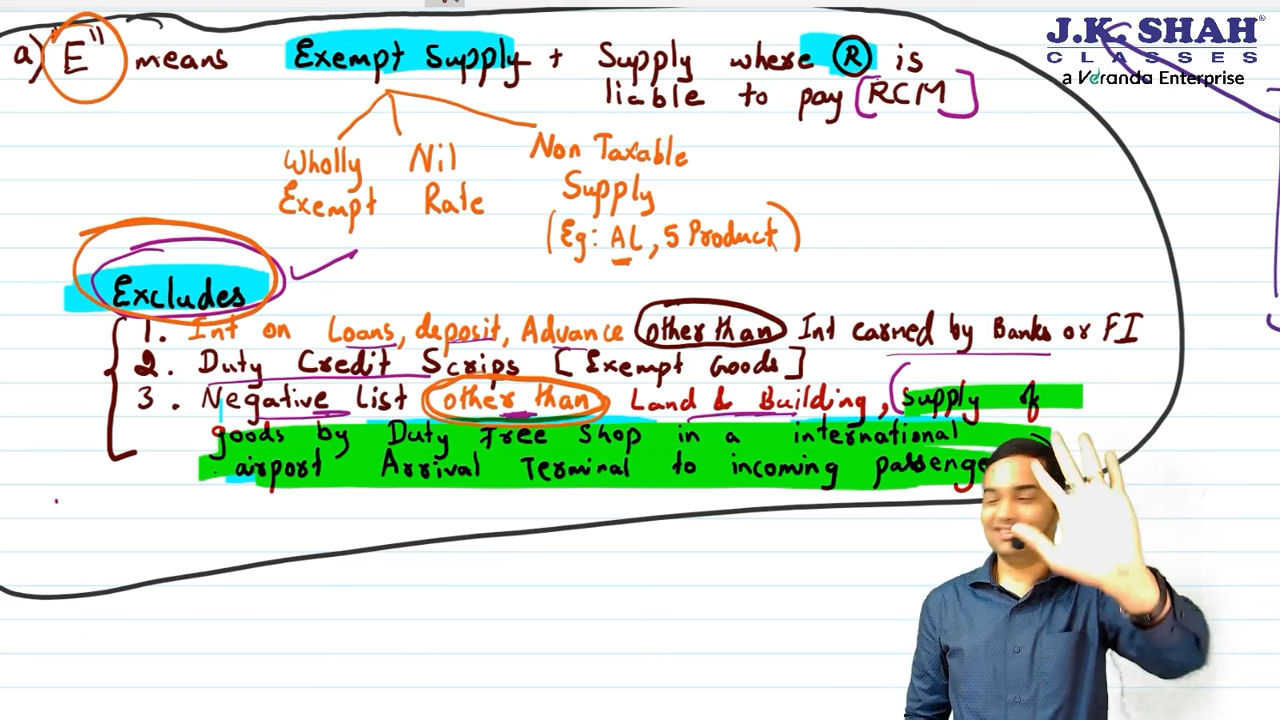 J.K. SHAH®
CLASSES
a Veranda Enterprise
a) "E" means Exempt Supply + Supply where Ⓡ is
liable to pay [RCM]
Wholly Exempt
Nil Rate
Non Taxable Supply
(Eg: AL, 5 Product)
Excludes
1. Int on Loans, deposit, Advance other than Int earned by Banks or FI
2. Duty Credit Scrips [Exempt Goods]
3. Negative List other than Land & Building, (Supply of
goods by Duty Free Shop in a international
airport Arrival Terminal to incoming